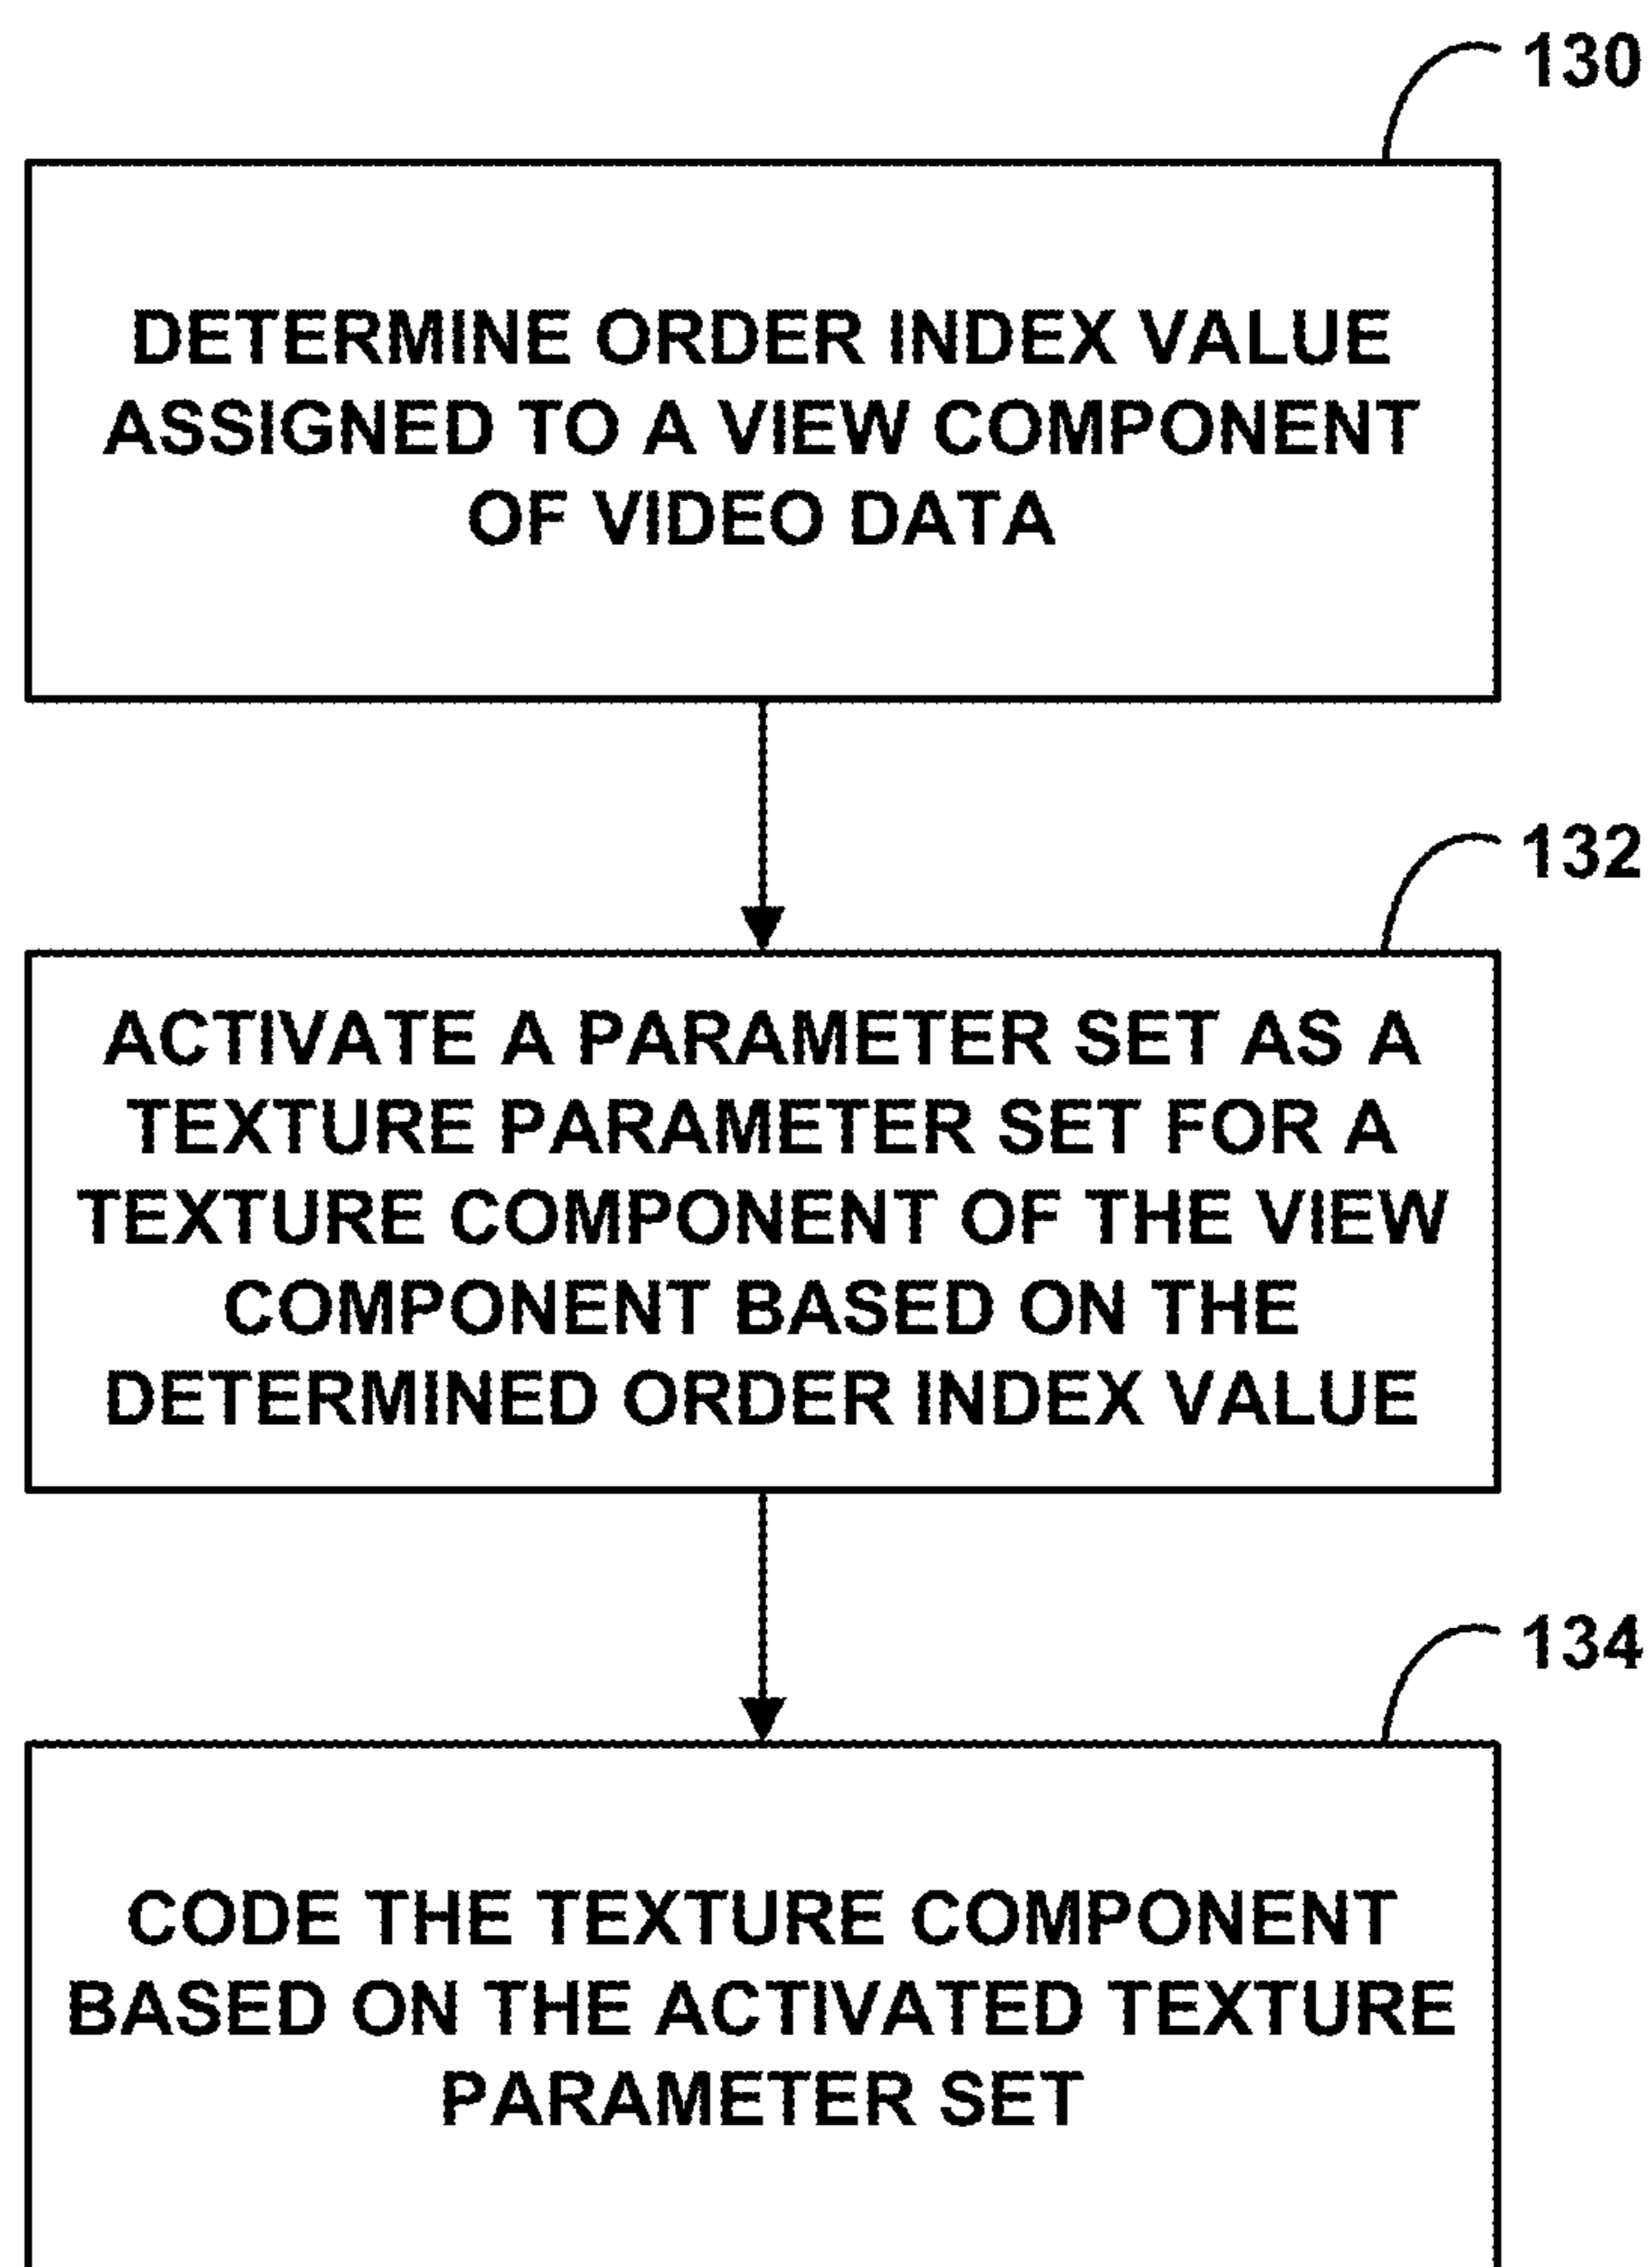 130
DETERMINE ORDER INDEX VALUE
ASSIGNED TO A VIEW COMPONENT
OF VIDEO DATA
132
ACTIVATE A PARAMETER SET AS A
TEXTURE PARAMETER SET FOR A
TEXTURE COMPONENT OF THE VIEW
COMPONENT BASED ON THE
DETERMINED ORDER INDEX VALUE
134
CODE THE TEXTURE COMPONENT
BASED ON THE ACTIVATED TEXTURE
PARAMETER SET